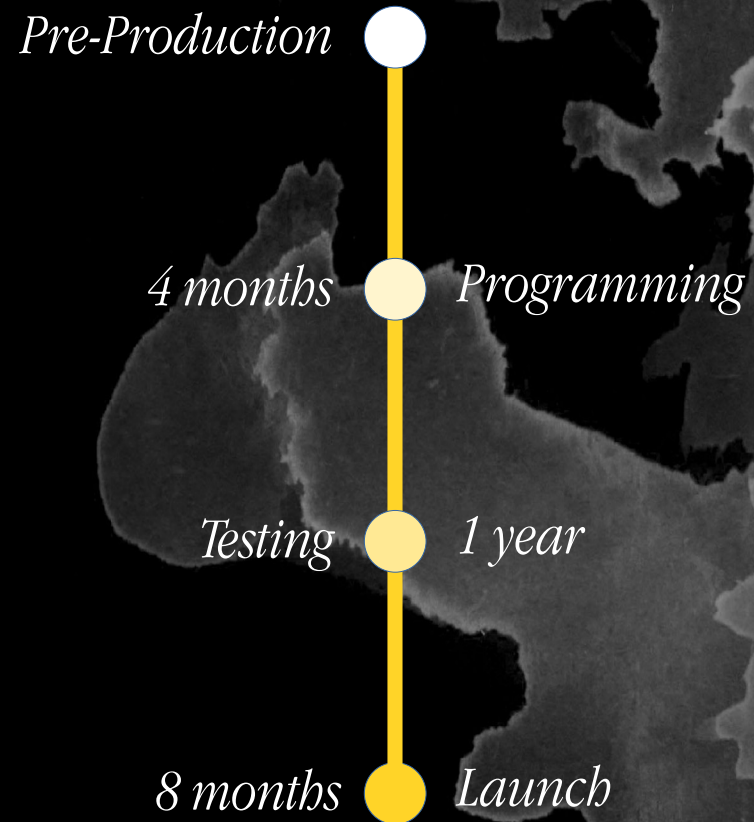 Pre-Production
4 months Programming
Testing 1 year
8 months Launch